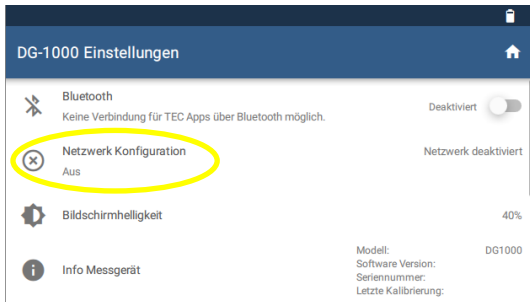 DG-1000 Einstellungen
Bluetooth
Keine Verbindung für TEC Apps über Bluetooth möglich.
Deaktiviert
Netzwerk Konfiguration
Aus
Netzwerk deaktiviert
Bildschirmhelligkeit
40%
Info Messgerät
Modell: DG1000
Software Version:
Seriennummer:
Letzte Kalibrierung: